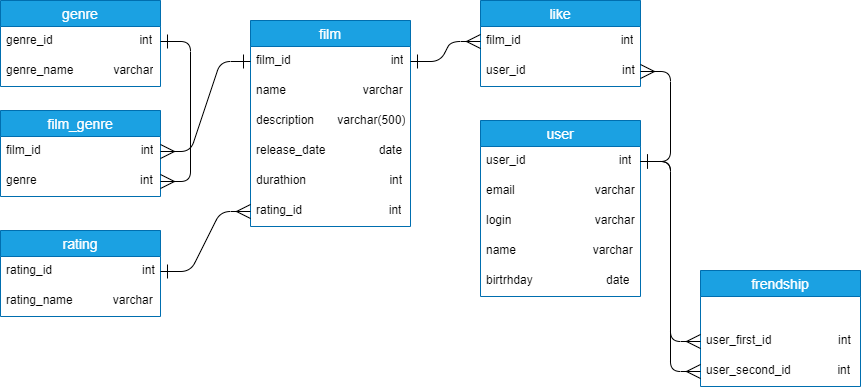 genre
genre_id int
genre_name varchar
film_genre
film_id int
genre int
rating
rating_id int
rating_name varchar
film
film_id int
name varchar
description varchar(500)
release_date date
durathion int
rating_id int
like
film_id int
user_id int
user
user_id int
email varchar
login varchar
name varchar
birtrhday date
frendship
user_first_id int
user_second_id int